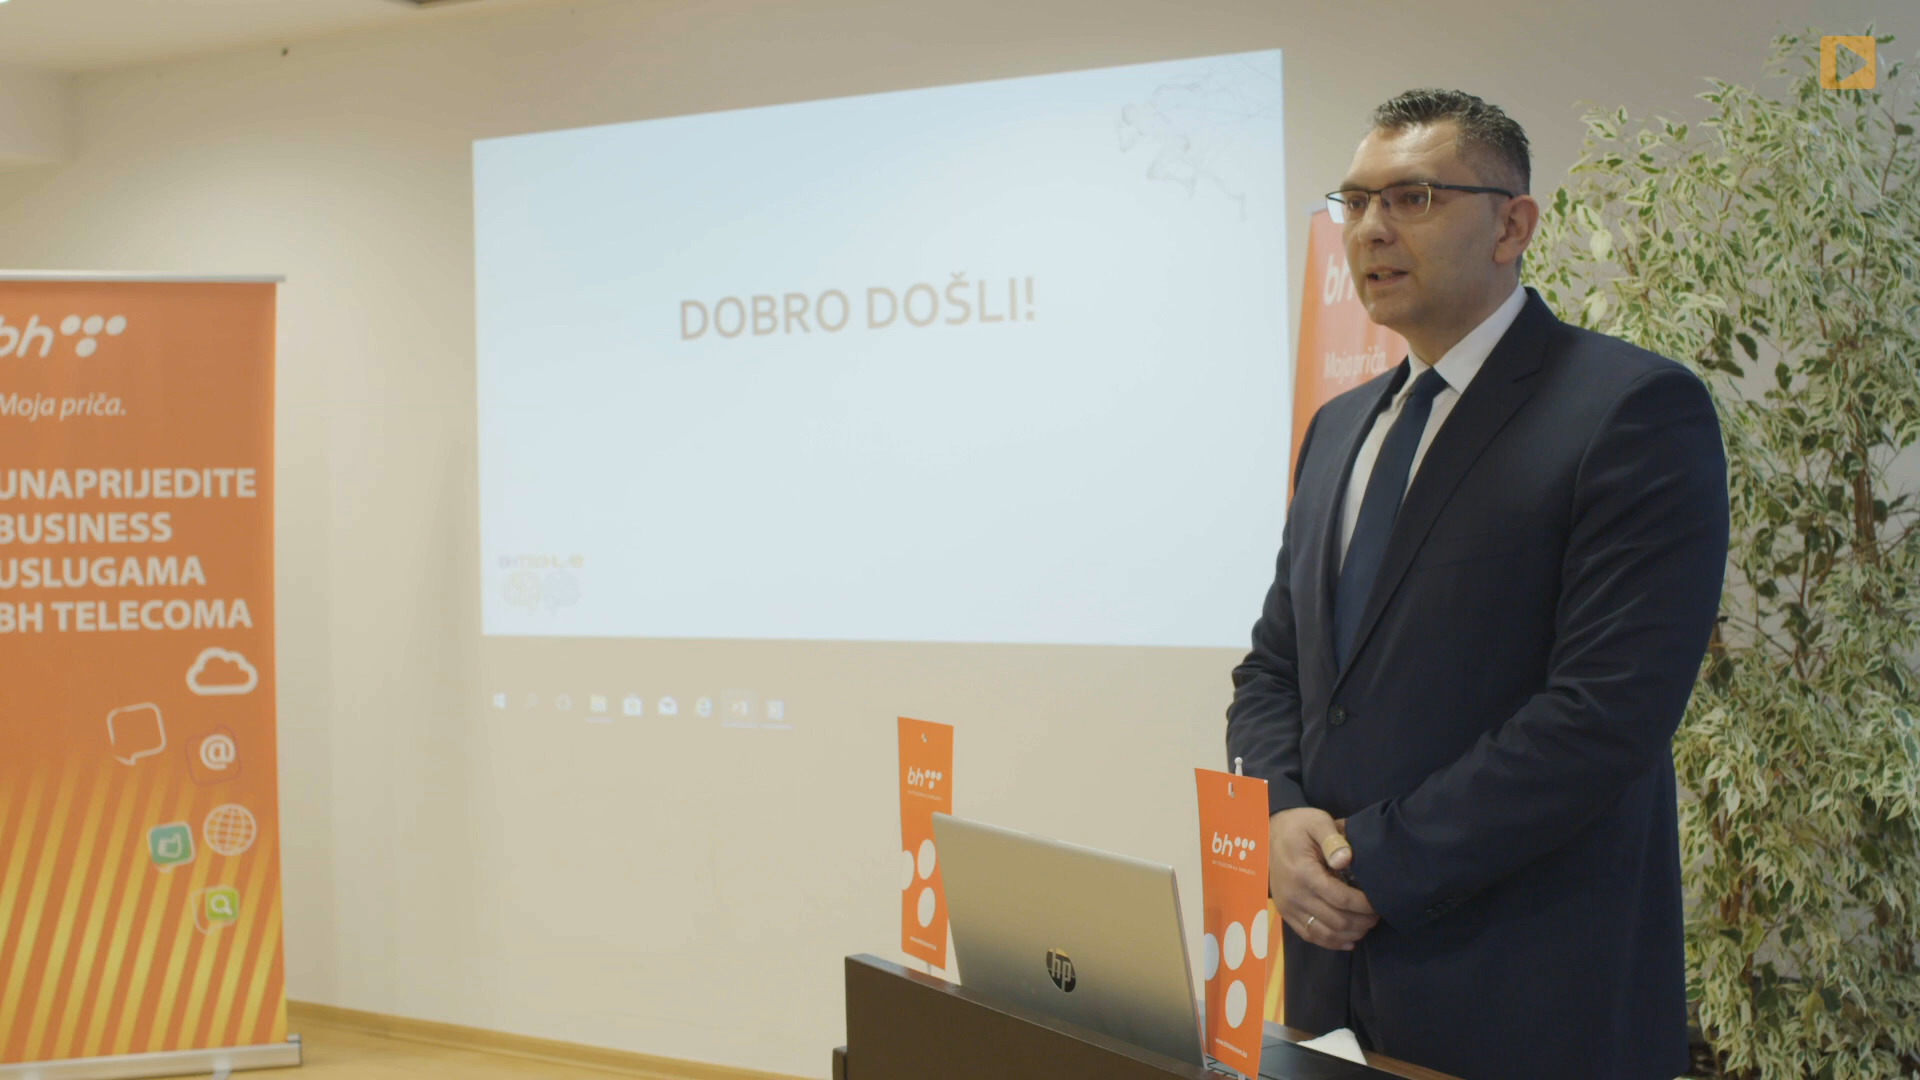 bh
Moja priča.
UNAPRIJEDITE
BUSINESS
USLUGAMA
BH TELECOMA
@
DOBRO DOŠLI!
bh
Moja priča.
bh
hp
bh